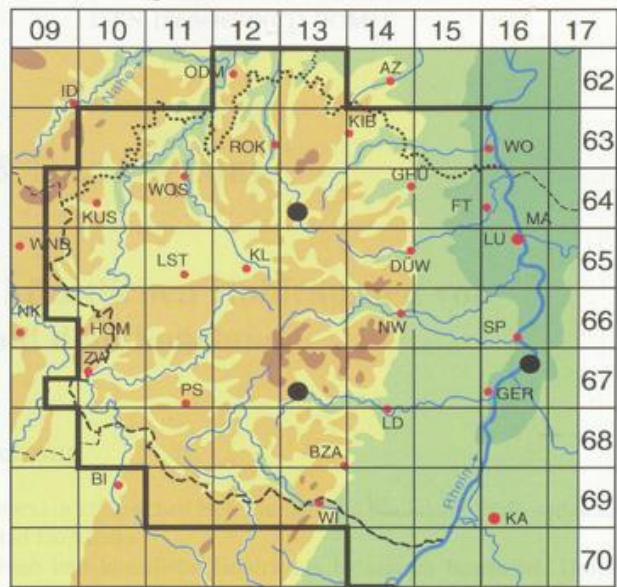 09 10 11 12 13 14 15 16 17
ODM AZ 62
ID Nahe
KIB 63
ROK WO
GRÜ
WOS 64
KUS FT MA
WND KL LU
LST DÜW 65
NK HOM NW SP 66
ZW 67
PS GER
LD
BZA 68
BI Rhein
WI KA 69
70